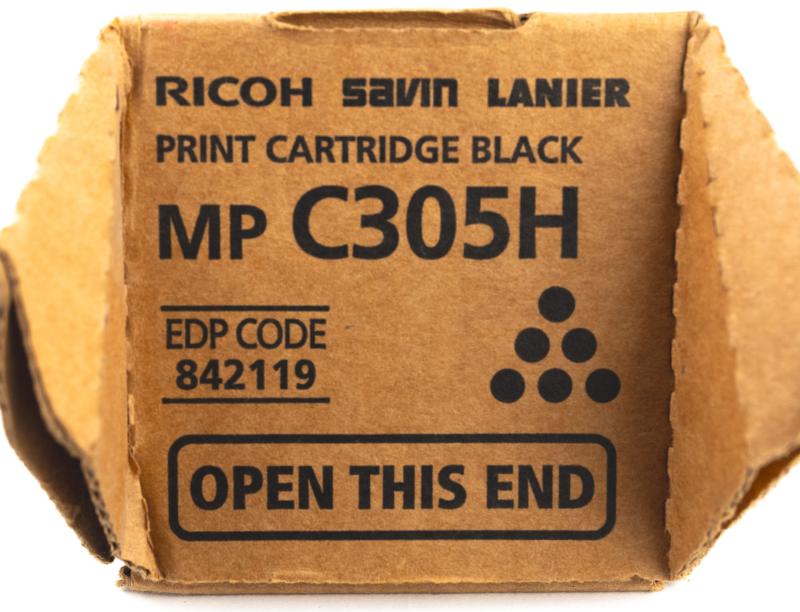 RICOH savin LANIER
PRINT CARTRIDGE BLACK
MP C305H
EDP CODE
842119
OPEN THIS END